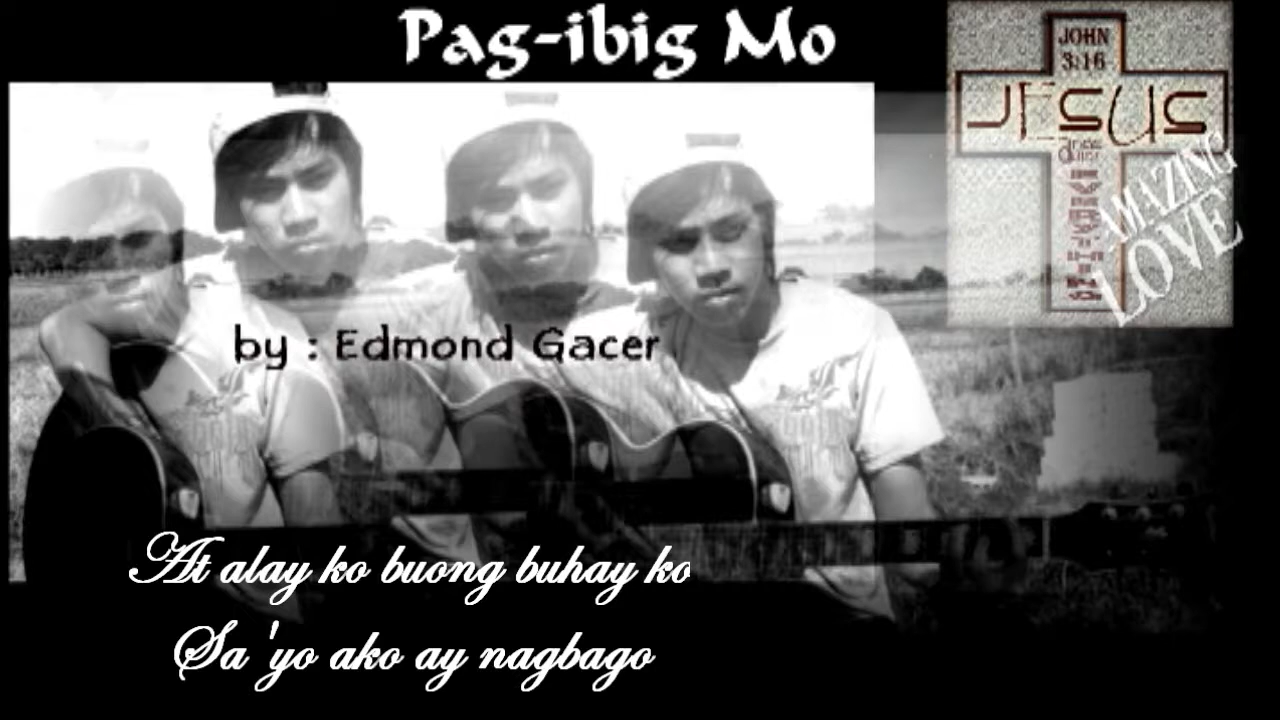 Pag-ibig Mo
JOHN
3:16
JESUS
AMAZING
LOVE
by : Edmond Gacer
At alay ko buong buhay ko
Sa 'yo ako ay nagbago